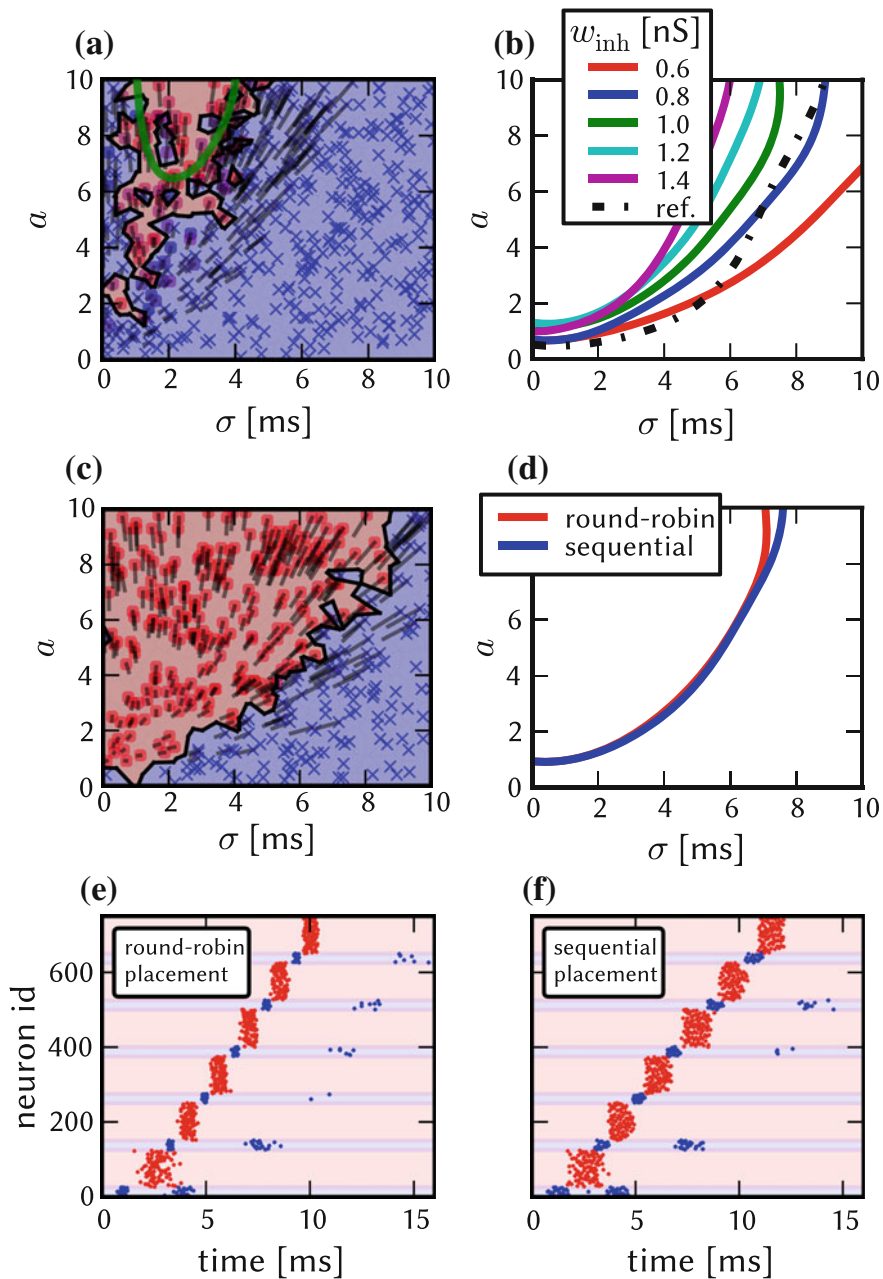 (a)
10
8
6
4
2
0
a
0 2 4 6 8 10
σ [ms]
(b)
w_inh [nS]
0.6
0.8
1.0
1.2
1.4
ref.
10
8
6
4
2
0
a
0 2 4 6 8 10
σ [ms]
(c)
10
8
6
4
2
0
a
0 2 4 6 8 10
σ [ms]
(d)
round-robin
sequential
8
6
4
2
0
a
0 2 4 6 8 10
σ [ms]
(e)
round-robin
placement
600
400
200
0
neuron id
0 5 10 15
time [ms]
(f)
sequential
placement
0 5 10 15
time [ms]